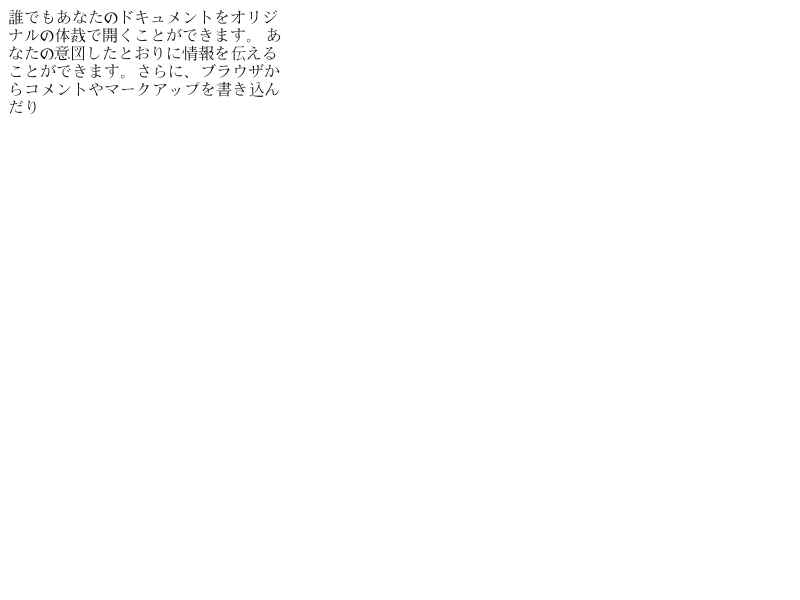 誰でもあなたのドキュメントをオリジ
ナルの体裁で開くことができます。 あ
なたの意図したとおりに情報を伝える
ことができます。さらに、ブラウザか
らコメントやマークアップを書き込ん
だり